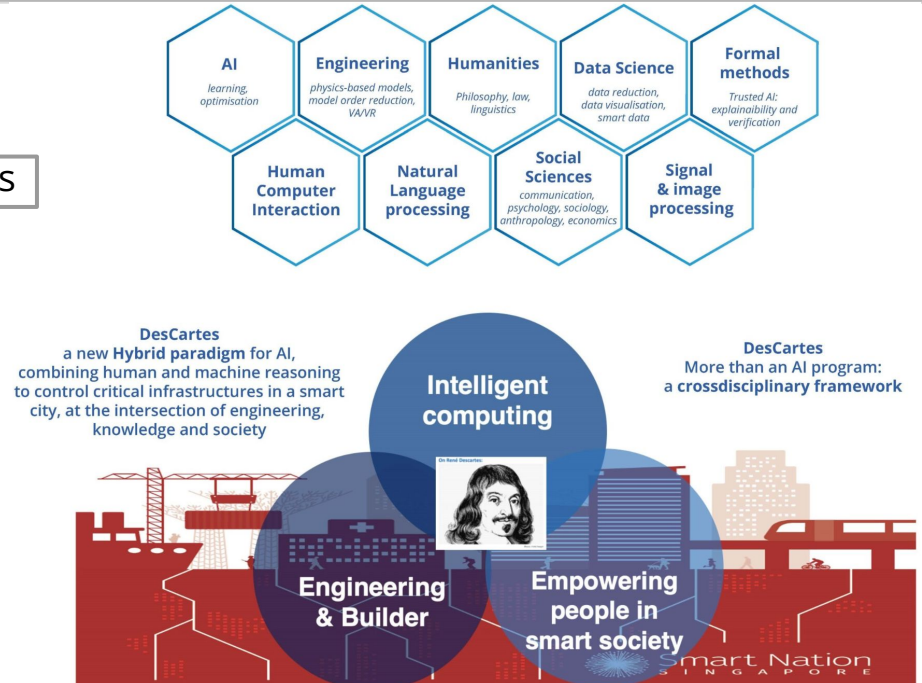 AI
learning,
optimisation
Engineering
physics-based models,
model order reduction,
VA/VR
Humanities
Philosophy, law,
linguistics
Data Science
data reduction,
data visualisation,
smart data
Formal
methods
Trusted AI:
explainaibility and
verification
S
Human
Computer
Interaction
Natural
Language
processing
Social
Sciences
communication,
psychology, sociology,
anthropology, economics
Signal
& image
processing
DesCartes
a new Hybrid paradigm for AI,
combining human and machine reasoning
to control critical infrastructures in a smart
city, at the intersection of engineering,
knowledge and society
DesCartes
More than an AI program:
a crossdisciplinary framework
Intelligent
computing
On René Descartes:
Engineering
& Builder
Empowering
people in
smart society
Smart Nation
SINGAPORE